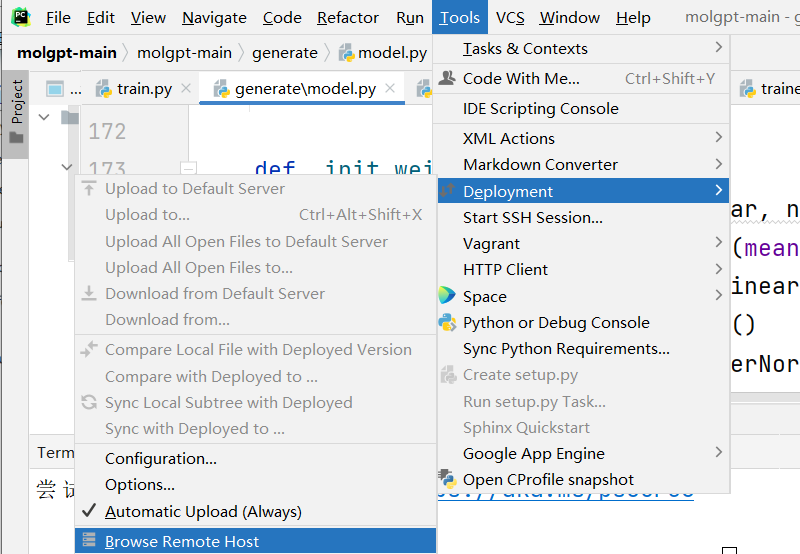 PC
File Edit View Navigate Code Refactor Run Tools VCS Window Help molgpt-main - g
molgpt-main molgpt-main generate model.py
Project
... train.py generate\model.py traine
172
173 def _init_wei
Tasks & Contexts
Code With Me... Ctrl+Shift+Y
IDE Scripting Console
XML Actions
Markdown Converter
Deployment
Start SSH Session...
Vagrant
HTTP Client
Space
Python or Debug Console
Sync Python Requirements...
Create setup.py
Run setup.py Task...
Sphinx Quickstart
Google App Engine
Open CProfile snapshot
Upload to Default Server
Upload to... Ctrl+Alt+Shift+X
Upload All Open Files to Default Server
Upload All Open Files to...
Download from Default Server
Download from...
Compare Local File with Deployed Version
Compare with Deployed to ...
Sync Local Subtree with Deployed
Sync with Deployed to ...
Configuration...
Options...
Automatic Upload (Always)
Browse Remote Host
ar, n
(mean
inear
()
erNor
Term
尝 试